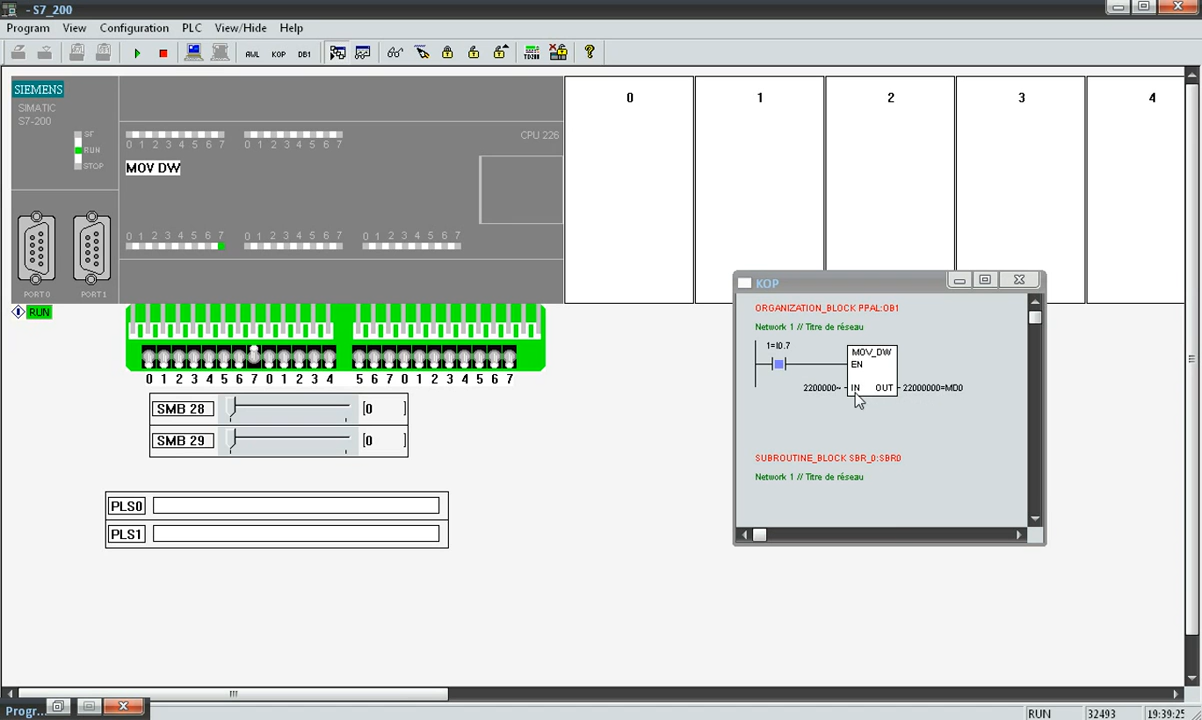 - S7_200
Program View Configuration PLC View/Hide Help
AWL KOP DB1 TD200 ?
SIEMENS
SIMATIC
S7-200
SF
RUN
STOP
0 1 2 3 4 5 6 7 0 1 2 3 4 5 6 7
CPU 226
MOV DW
0 1 2 3 4 5 6 7 0 1 2 3 4 5 6 7 0 1 2 3 4 5 6 7
PORT0 PORT1
0 1 2 3 4
RUN
0 1 2 3 4 5 6 7 0 1 2 3 4 5 6 7 0 1 2 3 4 5 6 7
SMB 28 [0 ]
SMB 29 [0 ]
PLS0
PLS1
KOP
ORGANIZATION_BLOCK PPAL:OB1
Network 1 // Titre de réseau
1=I0.7
MOV_DW
EN
2200000~ IN OUT 22000000=MD0
SUBROUTINE_BLOCK SBR_0:SBR0
Network 1 // Titre de réseau
Progr...
RUN 32493 19:39:25